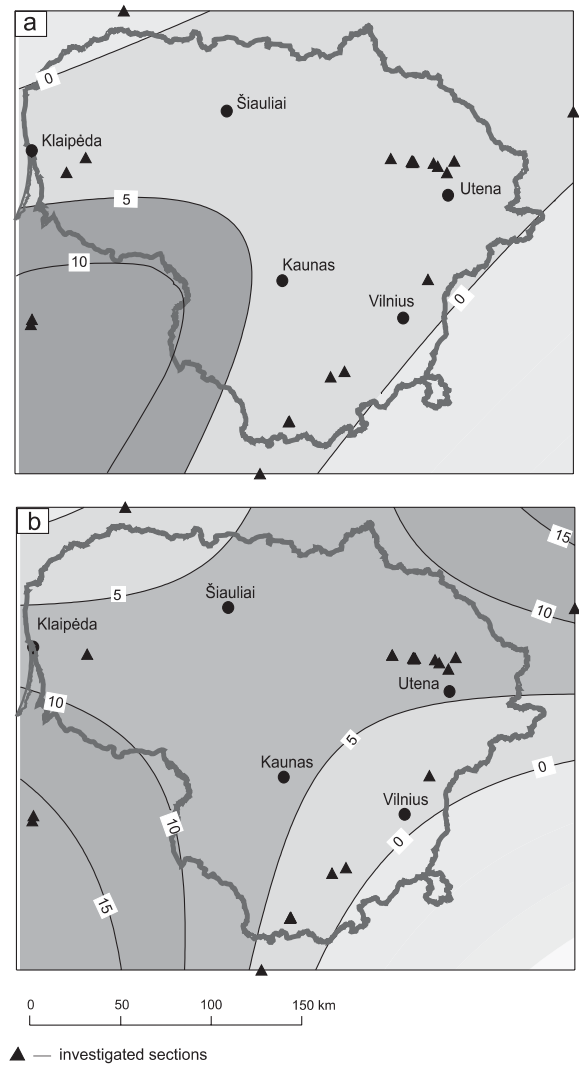 a
0
Šiauliai
Klaipėda
Utena
5
10
Kaunas
Vilnius
0
b
15
10
5
Šiauliai
Klaipėda
Utena
10
5
Kaunas
0
Vilnius
10
0
15
0 50 100 150 km
— investigated sections